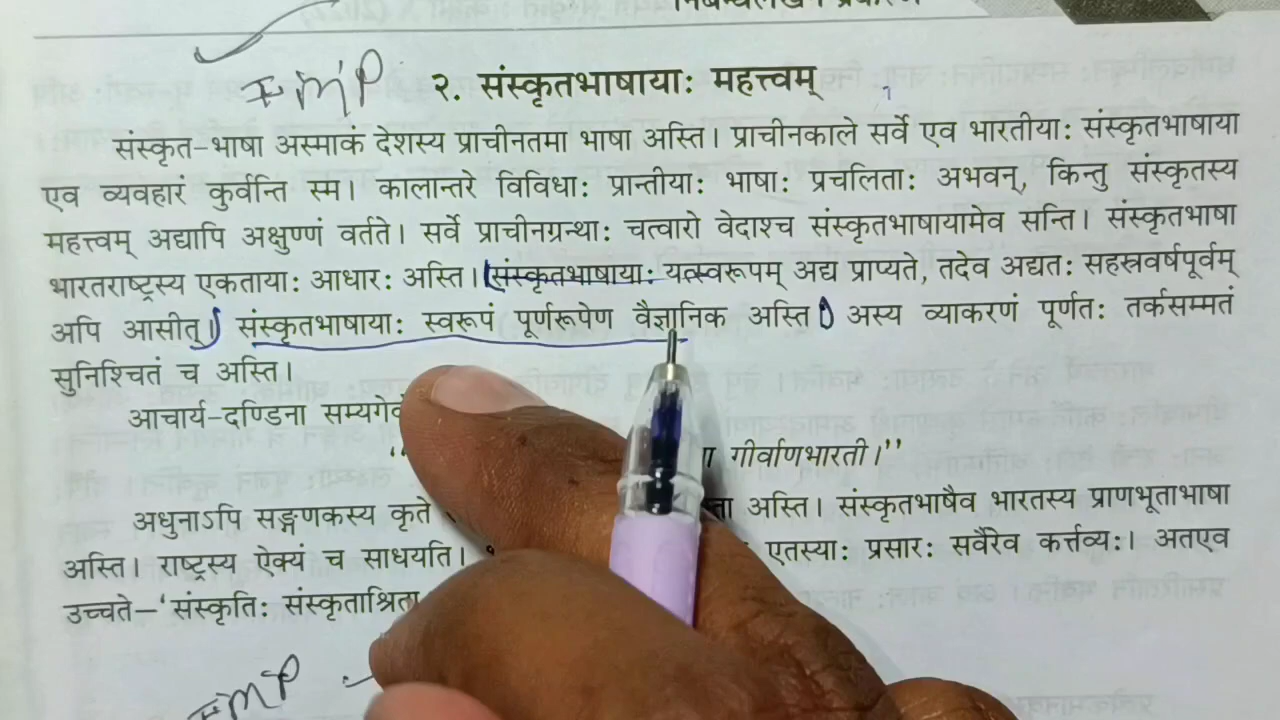 IMP
२. संस्कृतभाषायाः महत्त्वम्
संस्कृत-भाषा अस्माकं देशस्य प्राचीनतमा भाषा अस्ति। प्राचीनकाले सर्वे एव भारतीयाः संस्कृतभाषाया
एव व्यवहारं कुर्वन्ति स्म। कालान्तरे विविधाः प्रान्तीयाः भाषाः प्रचलिताः अभवन्, किन्तु संस्कृतस्य
महत्त्वम् अद्यापि अक्षुण्णं वर्तते। सर्वे प्राचीनग्रन्थाः चत्वारो वेदाश्च संस्कृतभाषायामेव सन्ति। संस्कृतभाषा
भारतराष्ट्रस्य एकतायाः आधारः अस्ति। संस्कृतभाषायाः यत्स्वरूपम् अद्य प्राप्यते, तदेव अद्यतः सहस्रवर्षपूर्वम्
अपि आसीत्। संस्कृतभाषायाः स्वरूपं पूर्णरूपेण वैज्ञानिक अस्ति। अस्य व्याकरणं पूर्णतः तर्कसम्मतं
सुनिश्चितं च अस्ति।
आचार्य-दण्डिना
गीर्वाणभारती।’’
अधुनाऽपि सङ्गणकस्य कृते अस्ति। संस्कृतभाषैव भारतस्य प्राणभूताभाषा
अस्ति। राष्ट्रस्य ऐक्यं च साधयति। एतस्याः प्रसारः सर्वैरेव कर्त्तव्यः। अतएव
उच्यते–‘संस्कृतिः संस्कृताश्रिता
IMP